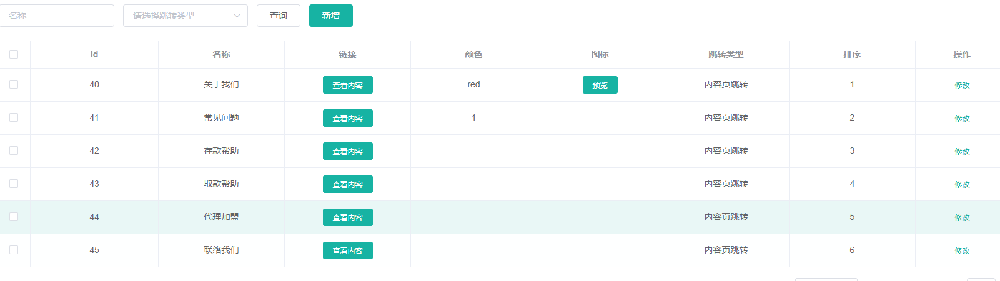 名称 请选择跳转类型 查询 新增
id 名称 链接 颜色 图标 跳转类型 排序 操作
40 关于我们 查看内容 red 预览 内容页跳转 1 修改
41 常见问题 查看内容 1 内容页跳转 2 修改
42 存款帮助 查看内容 内容页跳转 3 修改
43 取款帮助 查看内容 内容页跳转 4 修改
44 代理加盟 查看内容 内容页跳转 5 修改
45 联络我们 查看内容 内容页跳转 6 修改